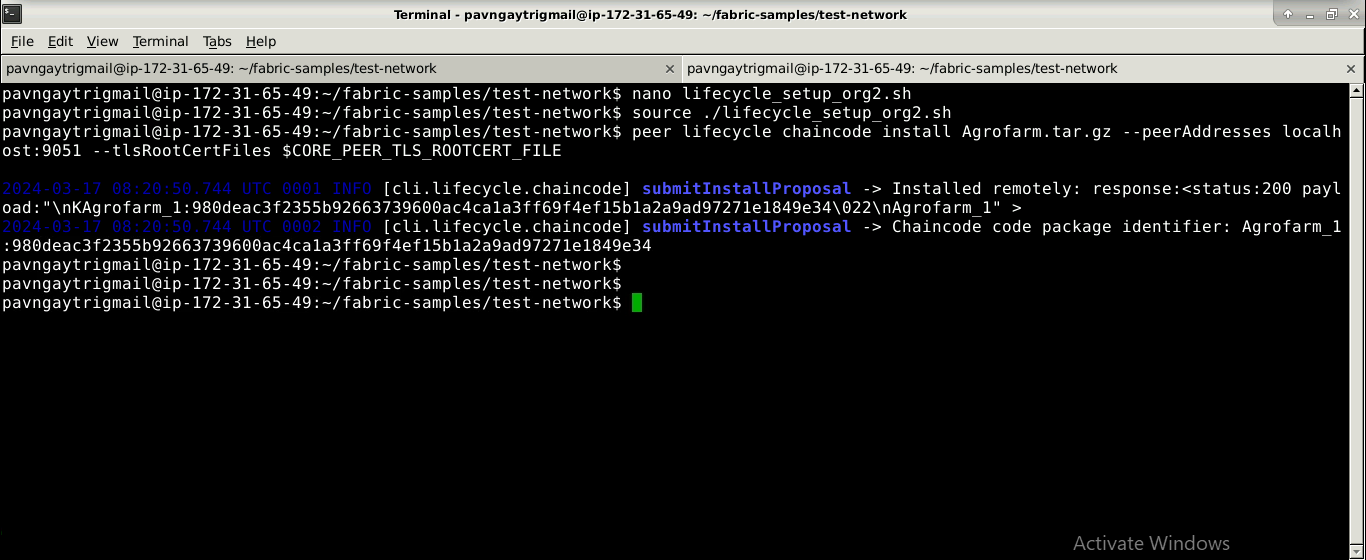 Terminal - pavngaytrigmail@ip-172-31-65-49: ~/fabric-samples/test-network
File Edit View Terminal Tabs Help
pavngaytrigmail@ip-172-31-65-49: ~/fabric-samples/test-network × pavngaytrigmail@ip-172-31-65-49: ~/fabric-samples/test-network ×
pavngaytrigmail@ip-172-31-65-49:~/fabric-samples/test-network$ nano lifecycle_setup_org2.sh
pavngaytrigmail@ip-172-31-65-49:~/fabric-samples/test-network$ source ./lifecycle_setup_org2.sh
pavngaytrigmail@ip-172-31-65-49:~/fabric-samples/test-network$ peer lifecycle chaincode install Agrofarm.tar.gz --peerAddresses localh
ost:9051 --tlsRootCertFiles $CORE_PEER_TLS_ROOTCERT_FILE
2024-03-17 08:20:50.744 UTC 0001 INFO [cli.lifecycle.chaincode] submitInstallProposal -> Installed remotely: response:<status:200 payl
oad:"\nKAgrofarm_1:980deac3f2355b92663739600ac4ca1a3ff69f4ef15b1a2a9ad97271e1849e34\022\nAgrofarm_1" >
2024-03-17 08:20:50.744 UTC 0002 INFO [cli.lifecycle.chaincode] submitInstallProposal -> Chaincode code package identifier: Agrofarm_1
:980deac3f2355b92663739600ac4ca1a3ff69f4ef15b1a2a9ad97271e1849e34
pavngaytrigmail@ip-172-31-65-49:~/fabric-samples/test-network$
pavngaytrigmail@ip-172-31-65-49:~/fabric-samples/test-network$
pavngaytrigmail@ip-172-31-65-49:~/fabric-samples/test-network$
Activate Windows